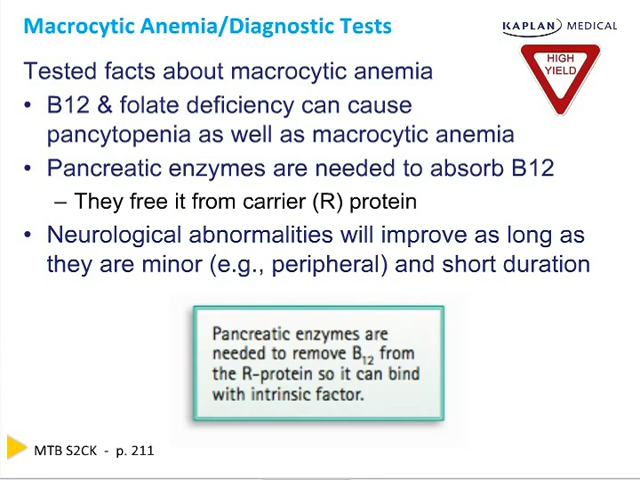 Macrocytic Anemia/Diagnostic Tests
KAPLAN MEDICAL
HIGH
YIELD
Tested facts about macrocytic anemia
• B12 & folate deficiency can cause
pancytopenia as well as macrocytic anemia
• Pancreatic enzymes are needed to absorb B12
– They free it from carrier (R) protein
• Neurological abnormalities will improve as long as
they are minor (e.g., peripheral) and short duration
Pancreatic enzymes are
needed to remove B12 from
the R-protein so it can bind
with intrinsic factor.
MTB S2CK - p. 211